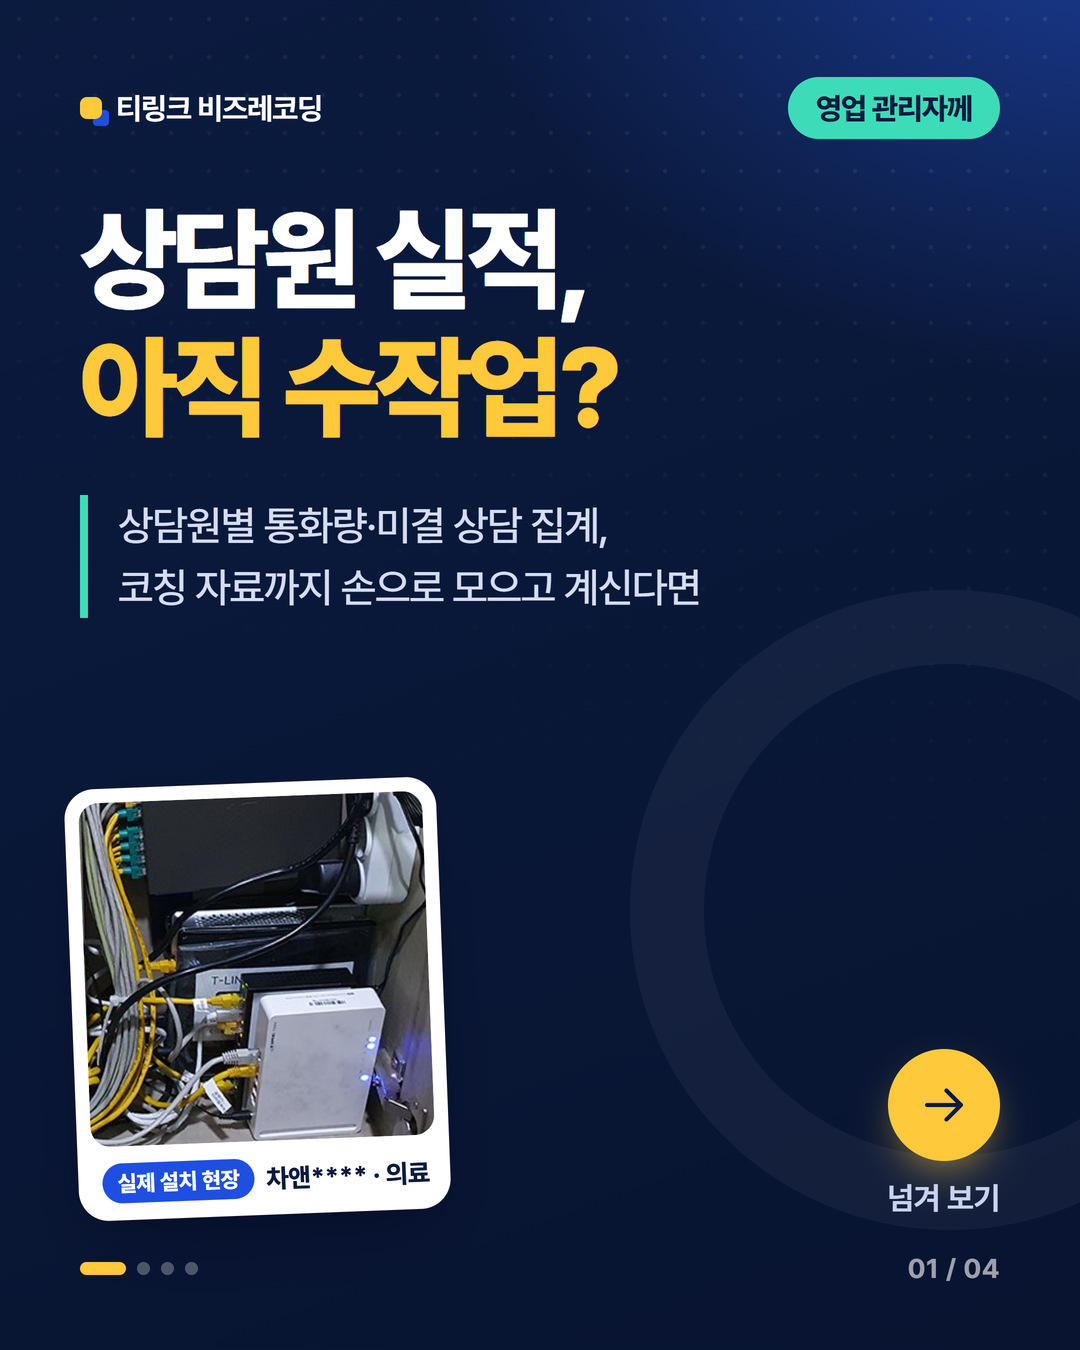 티링크 비즈레코딩
영업 관리자께
상담원 실적,
아직 수작업?
상담원별 통화량·미결 상담 집계,
코칭 자료까지 손으로 모으고 계신다면
T-LIN
실제 설치 현장
차앤**** · 의료
넘겨 보기
01 / 04